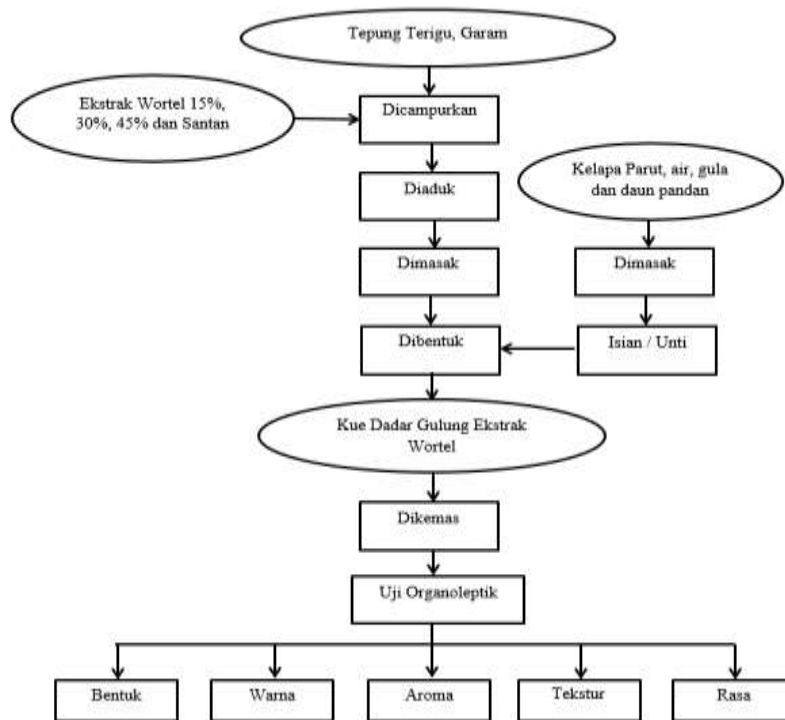 Tepung Terigu, Garam
Ekstrak Wortel 15%,
30%, 45% dan Santan
Dicampurkan
Diaduk
Kelapa Parut, air, gula
dan daun pandan
Dimasak
Dimasak
Dibentuk
Isian / Unti
Kue Dadar Gulung Ekstrak
Wortel
Dikemas
Uji Organoleptik
Bentuk
Warna
Aroma
Tekstur
Rasa